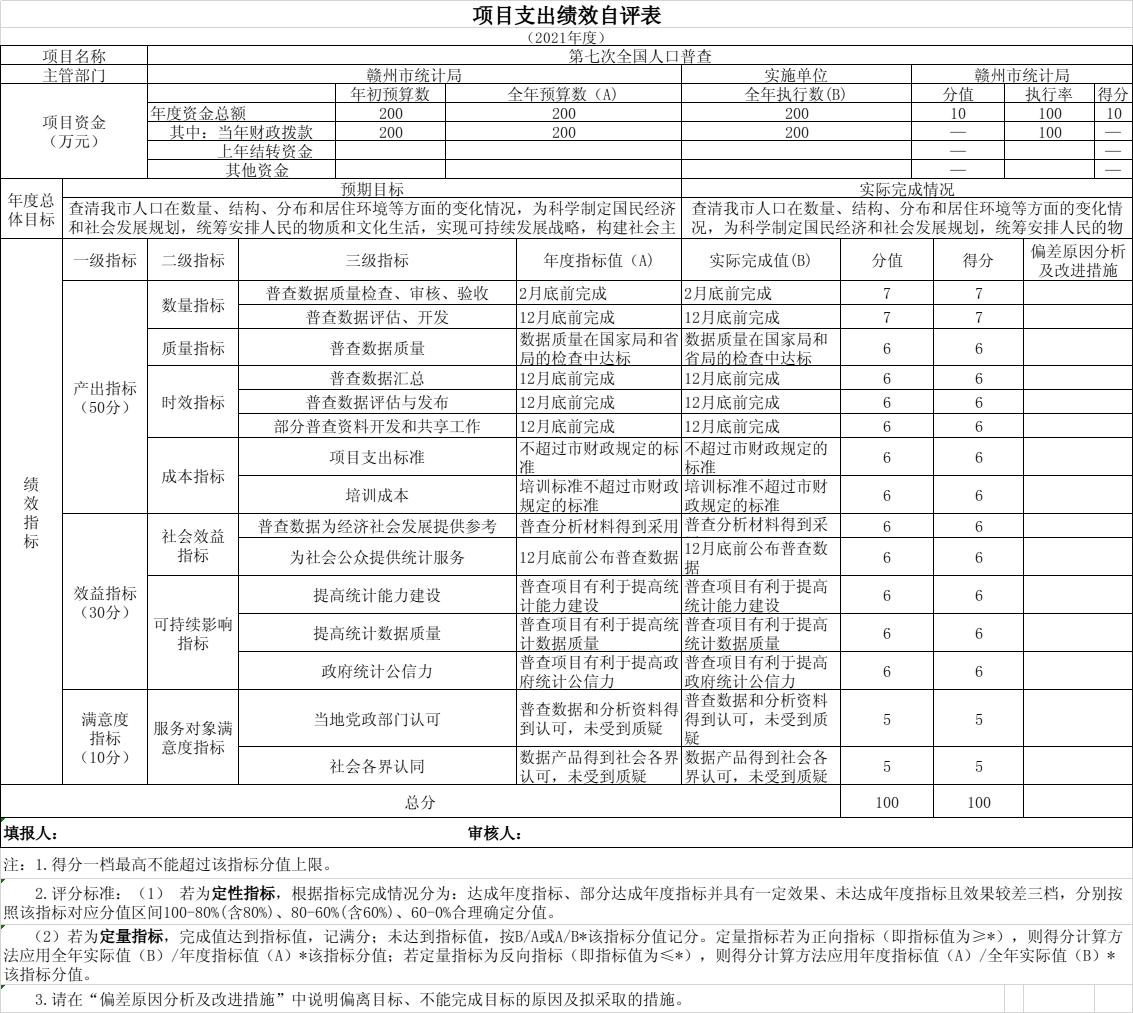 项目支出绩效自评表
（2021年度）
项目名称 第七次全国人口普查
主管部门 赣州市统计局 实施单位 赣州市统计局
项目资金
（万元）
年初预算数 全年预算数（A) 全年执行数(B) 分值 执行率 得分
年度资金总额 200 200 200 10 100 10
其中：当年财政拨款 200 200 200 — 100 —
上年结转资金 — —
其他资金 — —
年度总
体目标
预期目标 实际完成情况
查清我市人口在数量、结构、分布和居住环境等方面的变化情况，为科学制定国民经济
和社会发展规划，统筹安排人民的物质和文化生活，实现可持续发展战略，构建社会主
查清我市人口在数量、结构、分布和居住环境等方面的变化情
况，为科学制定国民经济和社会发展规划，统筹安排人民的物
绩
效
指
标
一级指标 二级指标 三级指标 年度指标值（A) 实际完成值(B) 分值 得分 偏差原因分析
及改进措施
产出指标
（50分）
数量指标
普查数据质量检查、审核、验收 2月底前完成 2月底前完成 7 7
普查数据评估、开发 12月底前完成 12月底前完成 7 7
质量指标 普查数据质量 数据质量在国家局和省
局的检查中达标 数据质量在国家局和
省局的检查中达标 6 6
时效指标
普查数据汇总 12月底前完成 12月底前完成 6 6
普查数据评估与发布 12月底前完成 12月底前完成 6 6
部分普查资料开发和共享工作 12月底前完成 12月底前完成 6 6
成本指标
项目支出标准 不超过市财政规定的标
准 不超过市财政规定的
标准 6 6
培训成本 培训标准不超过市财政
规定的标准 培训标准不超过市财
政规定的标准 6 6
效益指标
（30分）
社会效益
指标
普查数据为经济社会发展提供参考 普查分析材料得到采用 普查分析材料得到采 6 6
为社会公众提供统计服务 12月底前公布普查数据 12月底前公布普查数
据 6 6
可持续影响
指标
提高统计能力建设 普查项目有利于提高统
计能力建设 普查项目有利于提高
统计能力建设 6 6
提高统计数据质量 普查项目有利于提高统
计数据质量 普查项目有利于提高
统计数据质量 6 6
政府统计公信力 普查项目有利于提高政
府统计公信力 普查项目有利于提高
政府统计公信力 6 6
满意度
指标
（10分）
服务对象满
意度指标
当地党政部门认可 普查数据和分析资料得
到认可，未受到质疑 普查数据和分析资料
得到认可，未受到质
疑 5 5
社会各界认同 数据产品得到社会各界
认可，未受到质疑 数据产品得到社会各
界认可，未受到质疑 5 5
总分 100 100
填报人： 审核人：
注：1.得分一档最高不能超过该指标分值上限。
2.评分标准：（1） 若为定性指标，根据指标完成情况分为：达成年度指标、部分达成年度指标并具有一定效果、未达成年度指标且效果较差三档，分别按
照该指标对应分值区间100-80%(含80%)、80-60%(含60%)、60-0%合理确定分值。
（2）若为定量指标，完成值达到指标值，记满分；未达到指标值，按B/A或A/B*该指标分值记分。定量指标若为正向指标（即指标值为≥*），则得分计算方
法应用全年实际值（B）/年度指标值（A）*该指标分值；若定量指标为反向指标（即指标值为≤*），则得分计算方法应用年度指标值（A）/全年实际值（B）*
该指标分值。
3.请在“偏差原因分析及改进措施”中说明偏离目标、不能完成目标的原因及拟采取的措施。